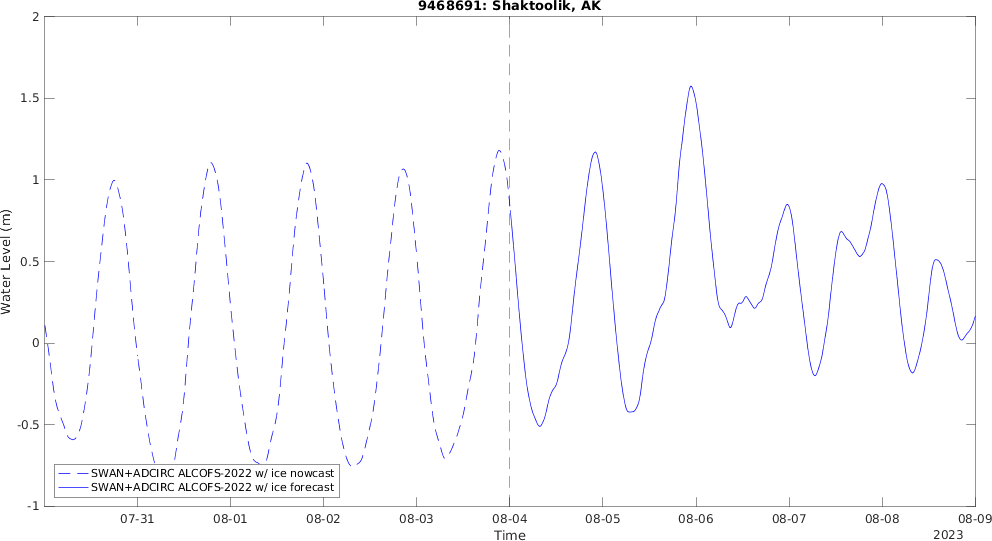 9468691: Shaktoolik, AK
Water Level (m)
2
1.5
1
0.5
0
-0.5
-1
SWAN+ADCIRC ALCOFS-2022 w/ ice nowcast
SWAN+ADCIRC ALCOFS-2022 w/ ice forecast
07-31 08-01 08-02 08-03 08-04 08-05 08-06 08-07 08-08 08-09
Time
2023